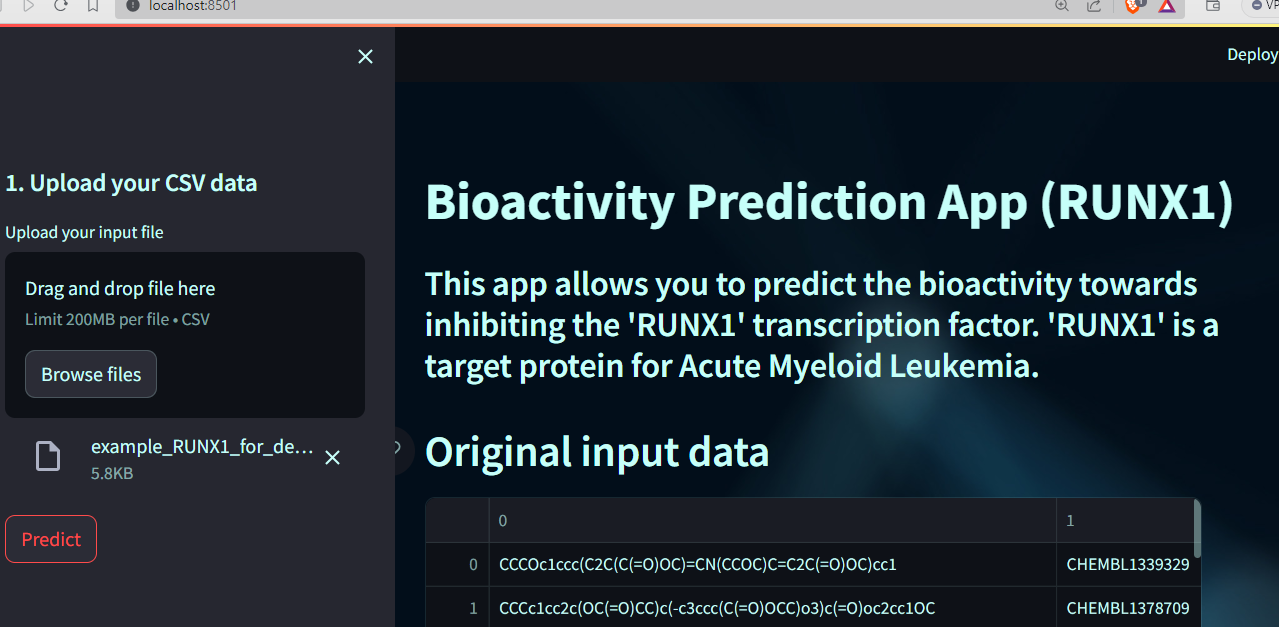 localhost:8501
Deploy
1. Upload your CSV data
Upload your input file
Drag and drop file here
Limit 200MB per file • CSV
Browse files
example_RUNX1_for_de...
5.8KB
Predict
Bioactivity Prediction App (RUNX1)
This app allows you to predict the bioactivity towards
inhibiting the 'RUNX1' transcription factor. 'RUNX1' is a
target protein for Acute Myeloid Leukemia.
Original input data
0 1
0 CCCOc1ccc(C2C(C(=O)OC)=CN(CCOC)C=C2C(=O)OC)cc1 CHEMBL1339329
1 CCCc1cc2c(OC(=O)CC)c(-c3ccc(C(=O)OCC)o3)c(=O)oc2cc1OC CHEMBL1378709